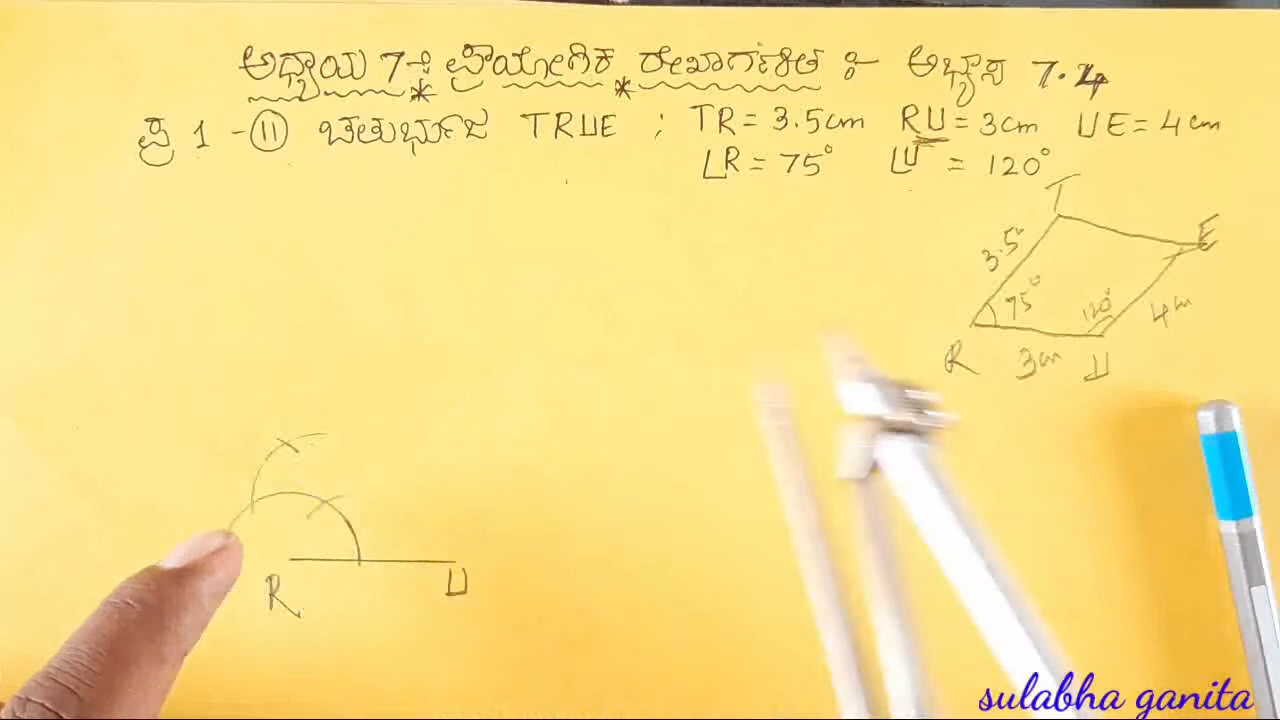 ಅಧ್ಯಾಯ 7-: ಪ್ರಾಯೋಗಿಕ ರೇಖಾಗಣಿತ :- ಅಭ್ಯಾಸ 7.4
ಪ್ರ 1 - (II) ಚತುರ್ಭುಜ TRUE ; TR = 3.5cm RU = 3cm UE = 4cm
∟R = 75° ∟U = 120°
T
E
3.5°
75°
120°
4cm
R 3cm U
R U
sulabha ganita